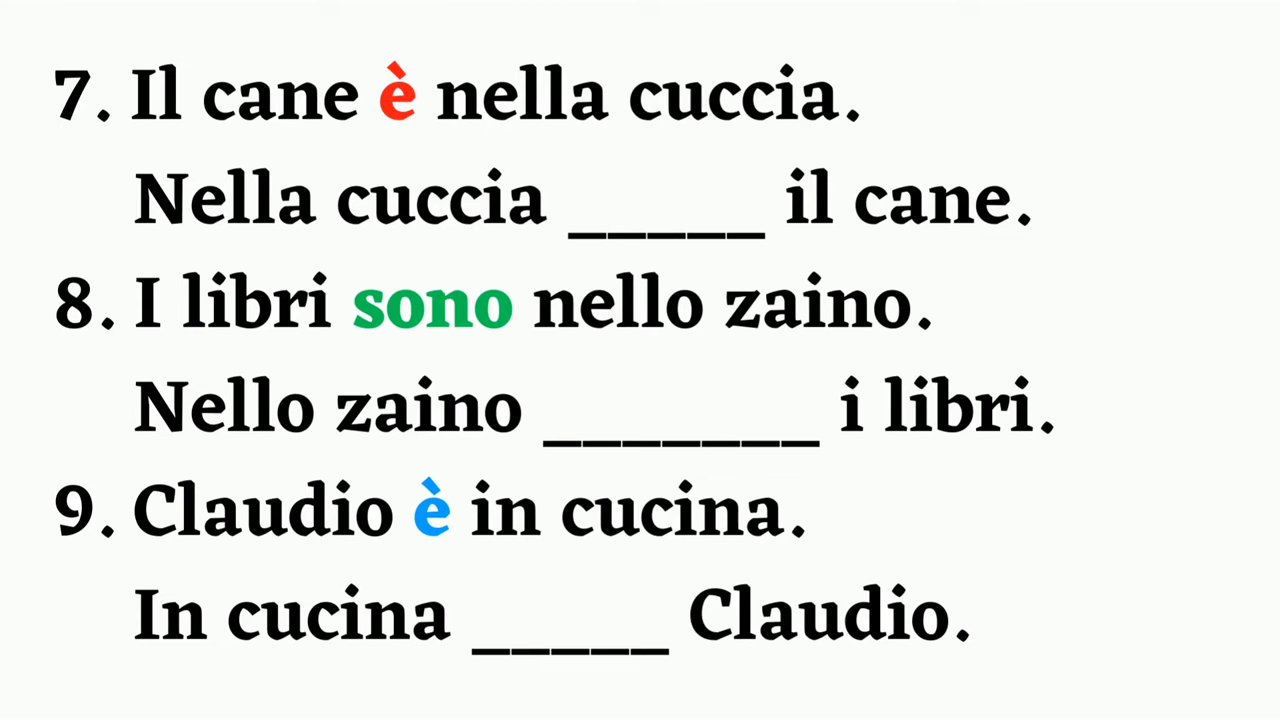 7. Il cane è nella cuccia.
Nella cuccia _____ il cane.
8. I libri sono nello zaino.
Nello zaino _______ i libri.
9. Claudio è in cucina.
In cucina _____ Claudio.